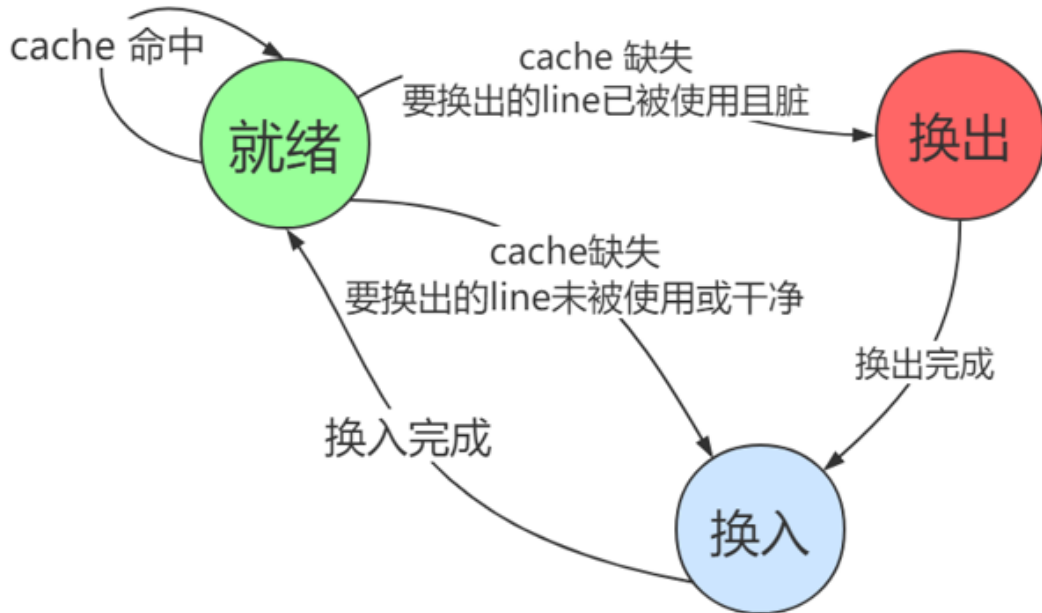 cache 命中
就绪
cache 缺失
要换出的line已被使用且脏
换出
cache缺失
要换出的line未被使用或干净
换出完成
换入完成
换入